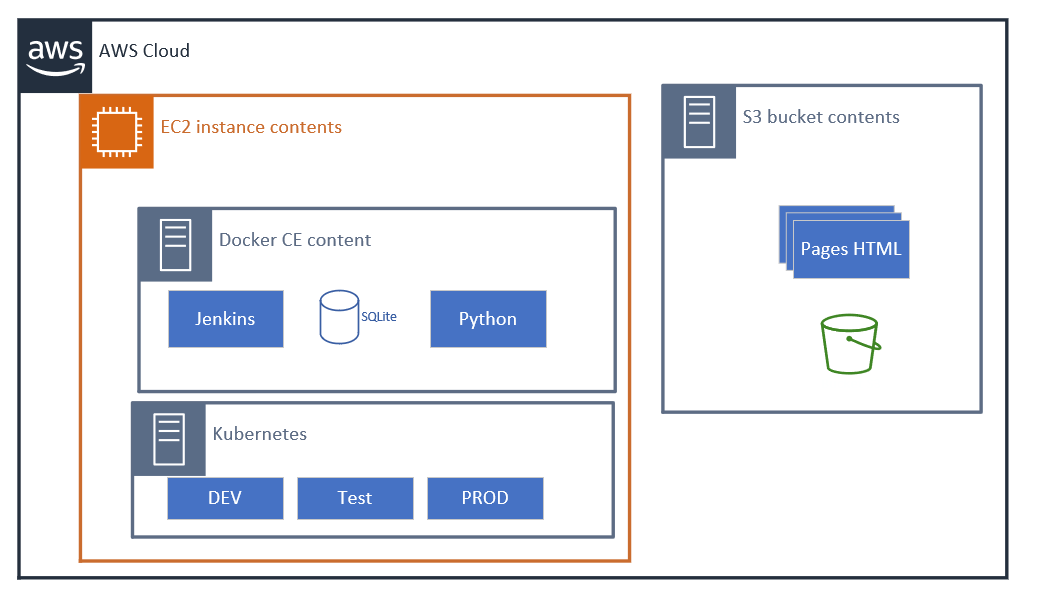 aws
AWS Cloud
EC2 instance contents
S3 bucket contents
Pages HTML
Docker CE content
Jenkins
SQLite
Python
Kubernetes
DEV
Test
PROD